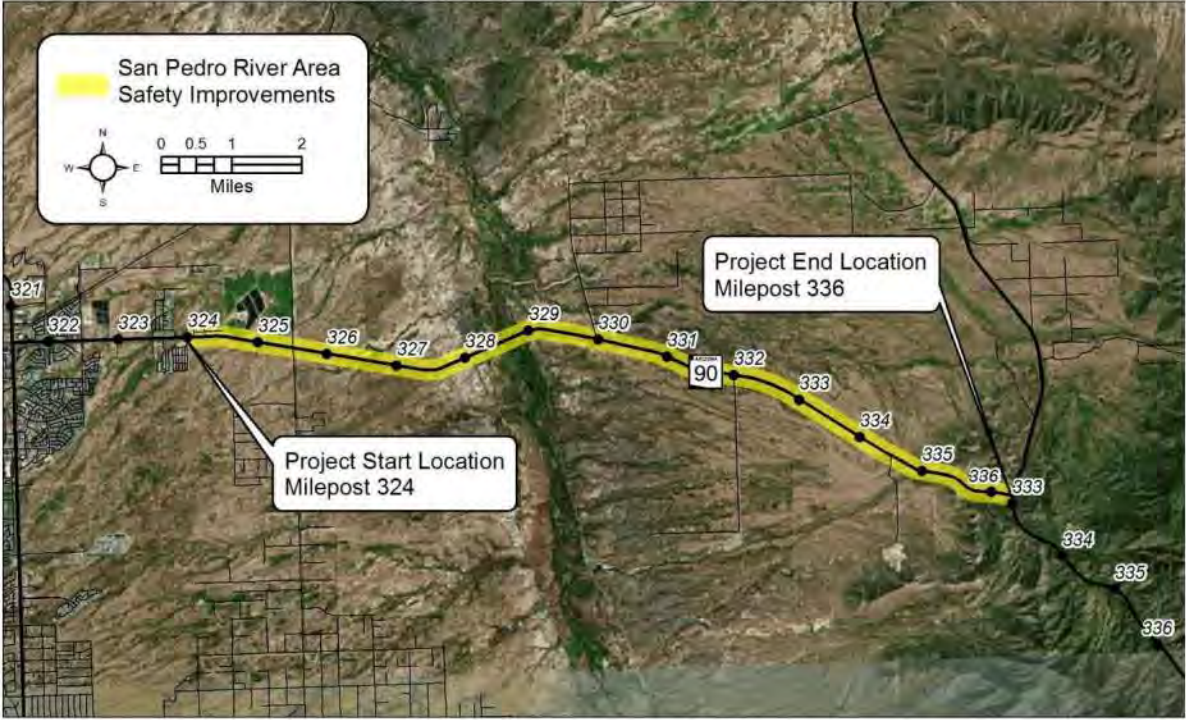 San Pedro River Area
Safety Improvements
N
W E
S
0 0.5 1 2
Miles
Project End Location
Milepost 336
321
322
323
324
325
326
327
328
329
330
331
ARIZONA
90
332
333
334
335
336
333
334
335
336
Project Start Location
Milepost 324